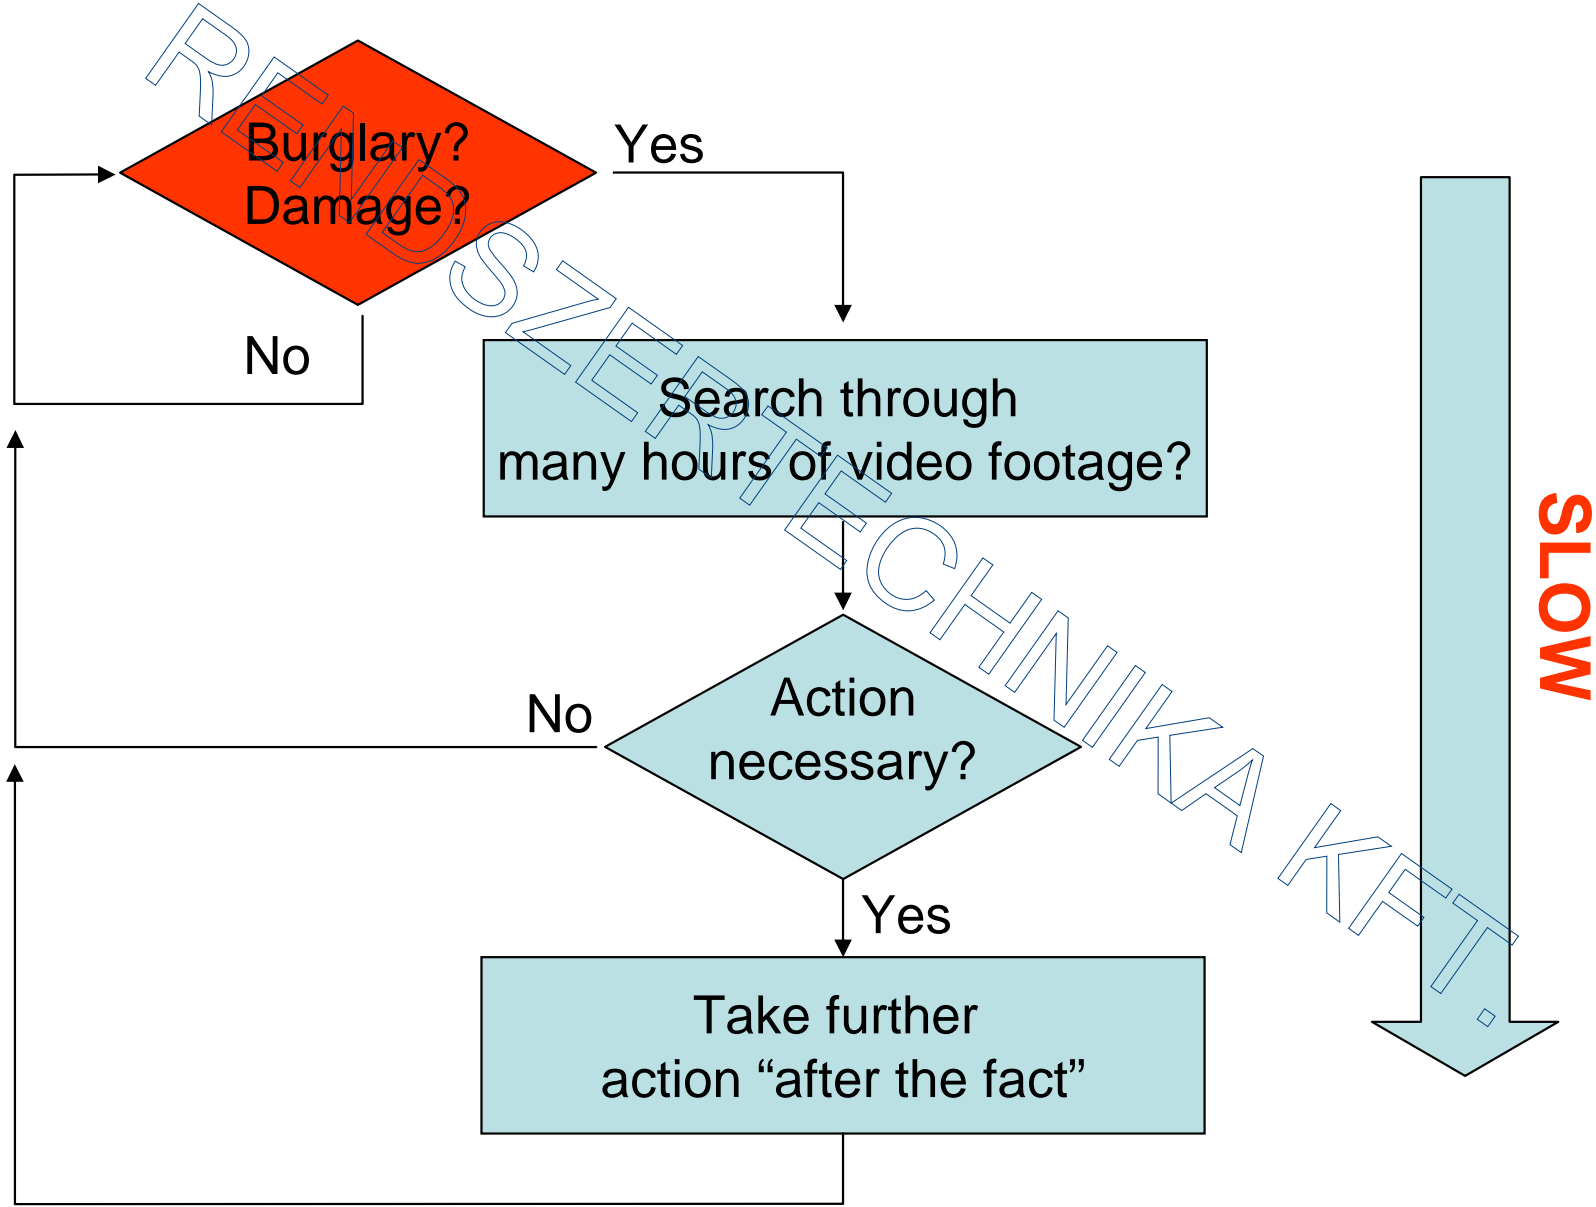 Burglary?
Damage?
Yes
No
Search through
many hours of video footage?
Action
necessary?
No
Yes
Take further
action “after the fact”
SLOW
RENDSZERTECHNIKA KFT.